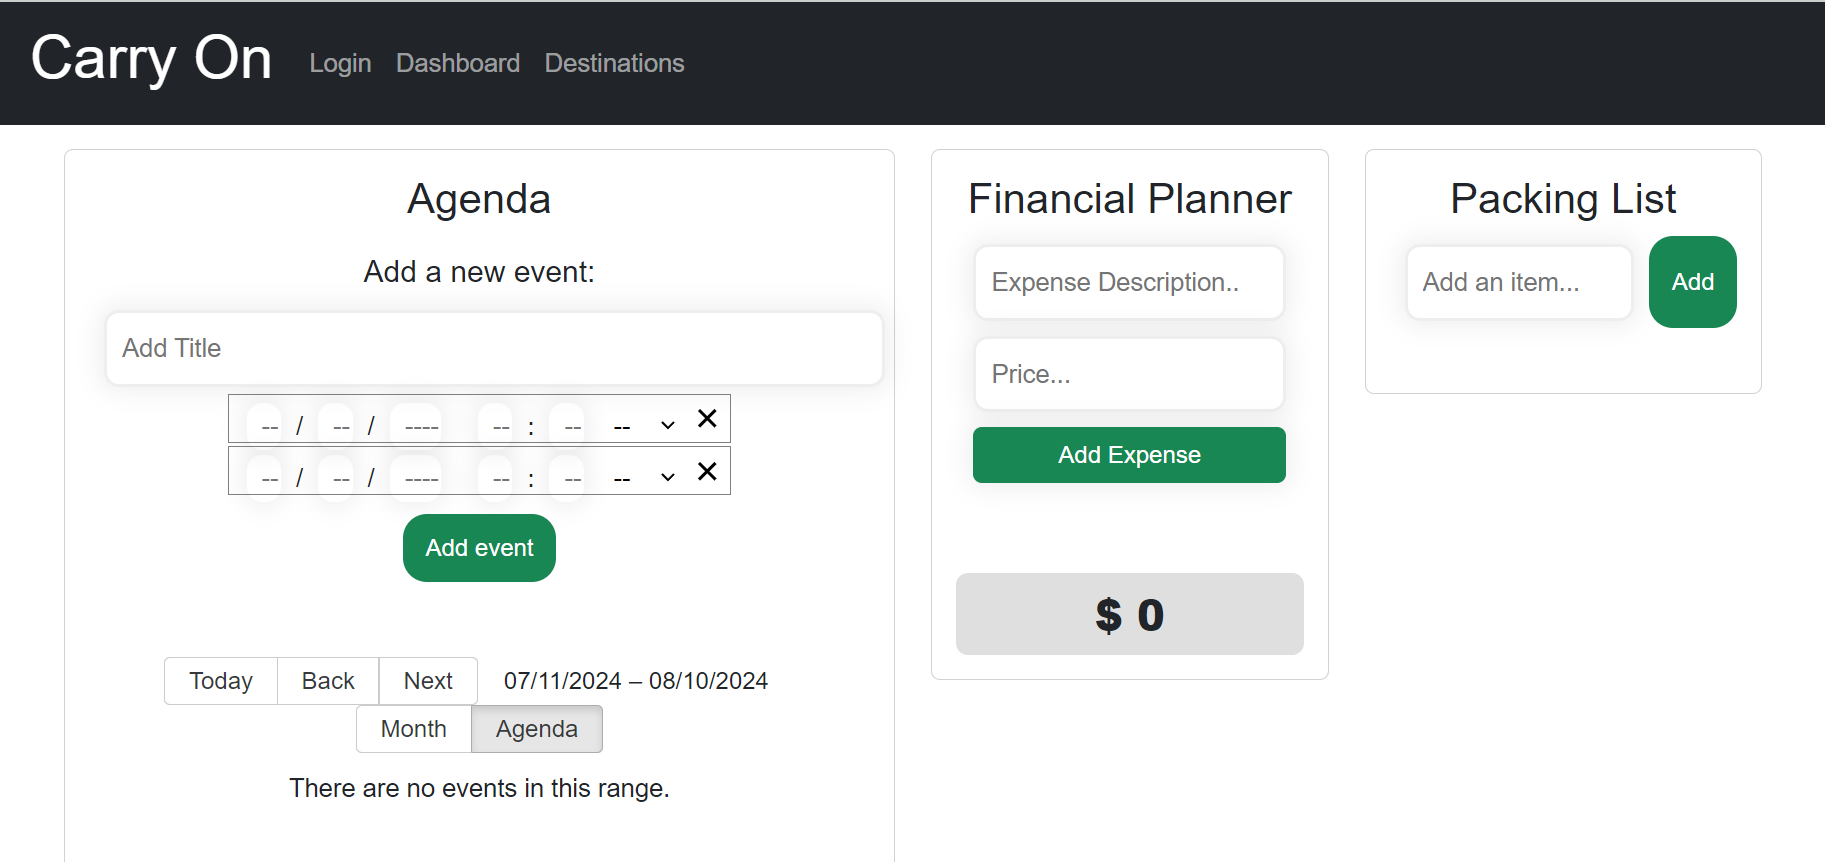 Carry On Login Dashboard Destinations
Agenda
Add a new event:
Add Title
-- / -- / ---- -- : -- --
-- / -- / ---- -- : -- --
Add event
Today Back Next 07/11/2024 – 08/10/2024
Month Agenda
There are no events in this range.
Financial Planner
Expense Description..
Price...
Add Expense
$ 0
Packing List
Add an item... Add